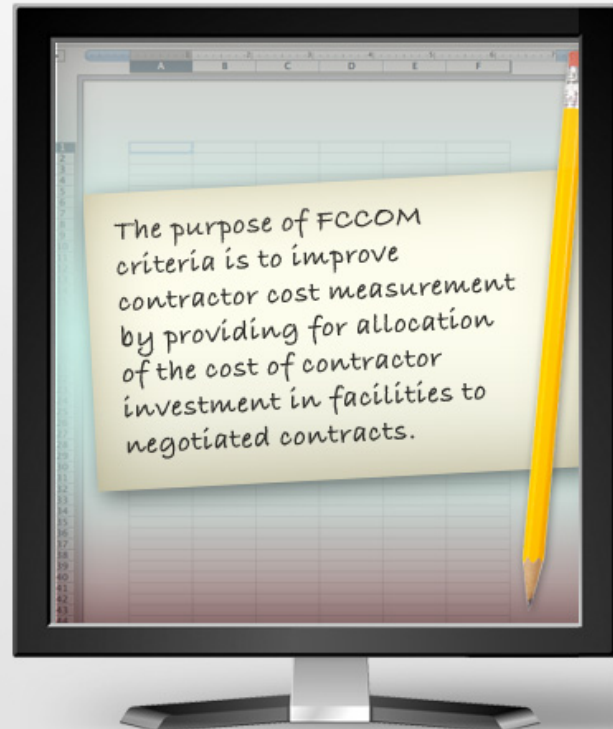 A B C D E F
The purpose of FCCOM
criteria is to improve
contractor cost measurement
by providing for allocation
of the cost of contractor
investment in facilities to
negotiated contracts.